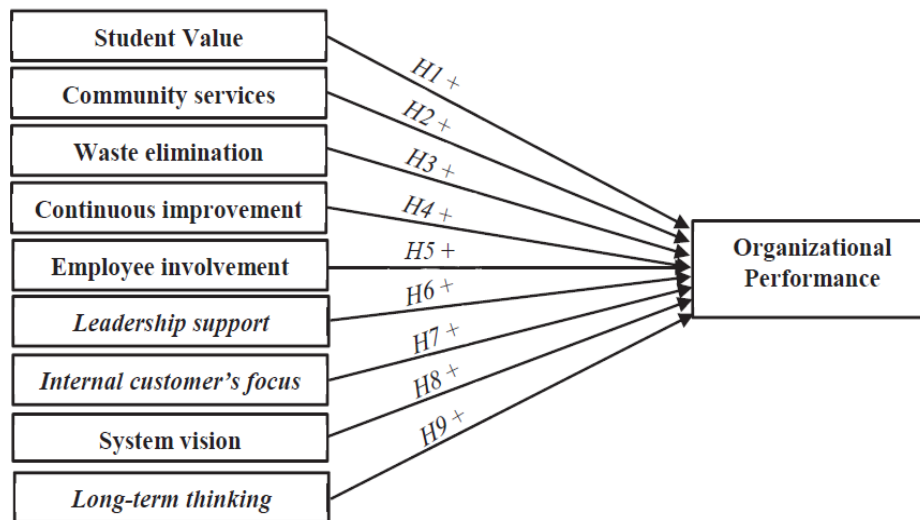 Student Value
H1 +
Community services
H2 +
Waste elimination
H3 +
Continuous improvement
H4 +
Employee involvement
H5 +
Leadership support
H6 +
Internal customer’s focus
H7 +
System vision
H8 +
Long-term thinking
H9 +
Organizational
Performance